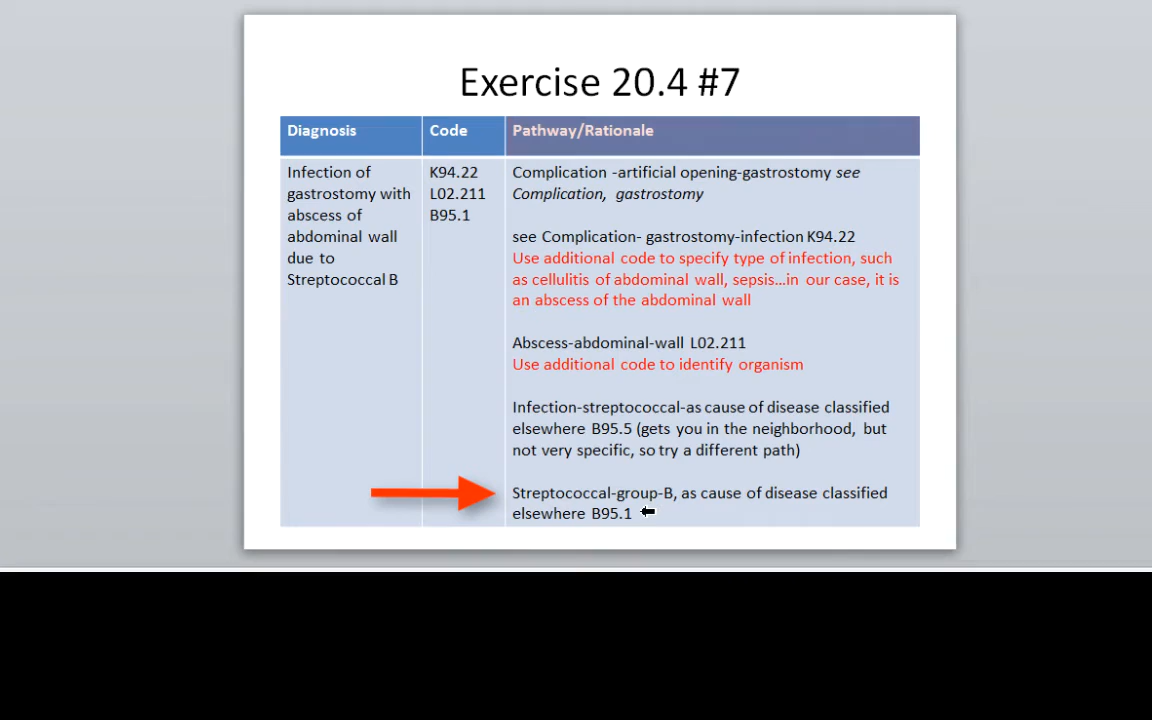 Exercise 20.4 #7
Diagnosis
Code
Pathway/Rationale
Infection of
gastrostomy with
abscess of
abdominal wall
due to
Streptococcal B
K94.22
L02.211
B95.1
Complication -artificial opening-gastrostomy see
Complication, gastrostomy
see Complication- gastrostomy-infection K94.22
Use additional code to specify type of infection, such
as cellulitis of abdominal wall, sepsis...in our case, it is
an abscess of the abdominal wall
Abscess-abdominal-wall L02.211
Use additional code to identify organism
Infection-streptococcal-as cause of disease classified
elsewhere B95.5 (gets you in the neighborhood, but
not very specific, so try a different path)
Streptococcal-group-B, as cause of disease classified
elsewhere B95.1